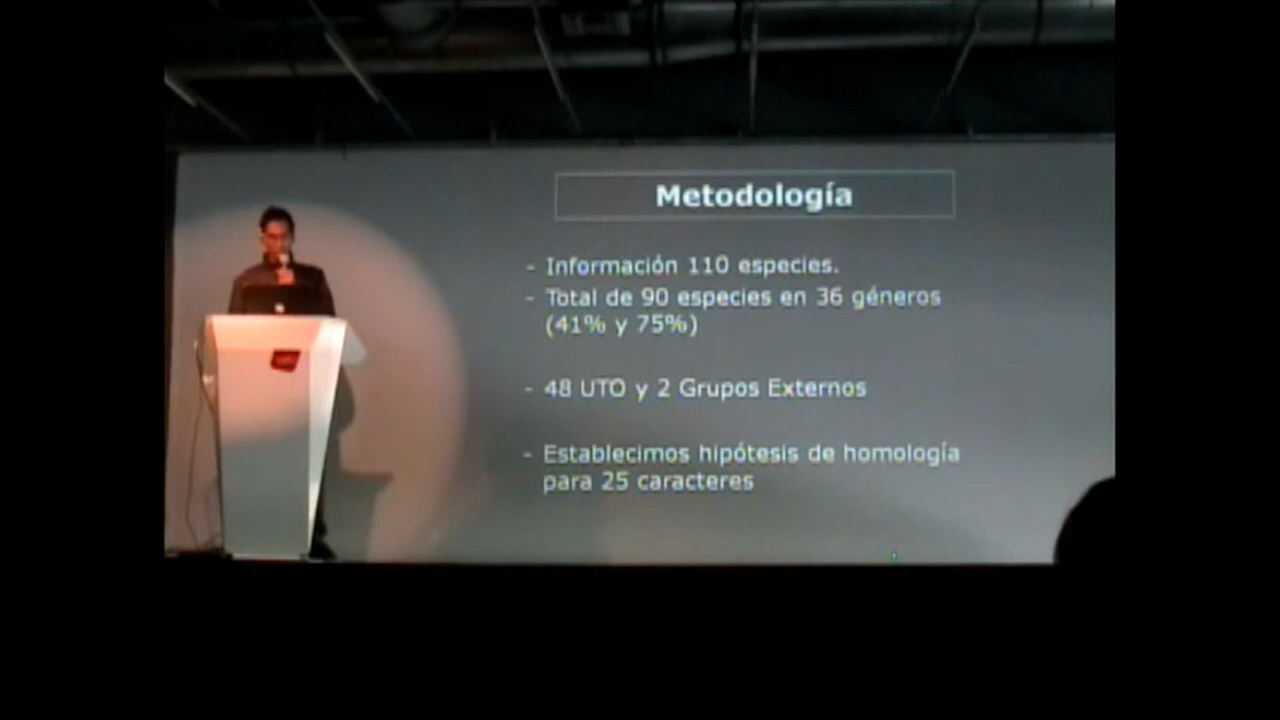 Metodología
- Información 110 especies.
- Total de 90 especies en 36 géneros
(41% y 75%)
- 48 UTO y 2 Grupos Externos
- Establecimos hipótesis de homología
para 25 caracteres